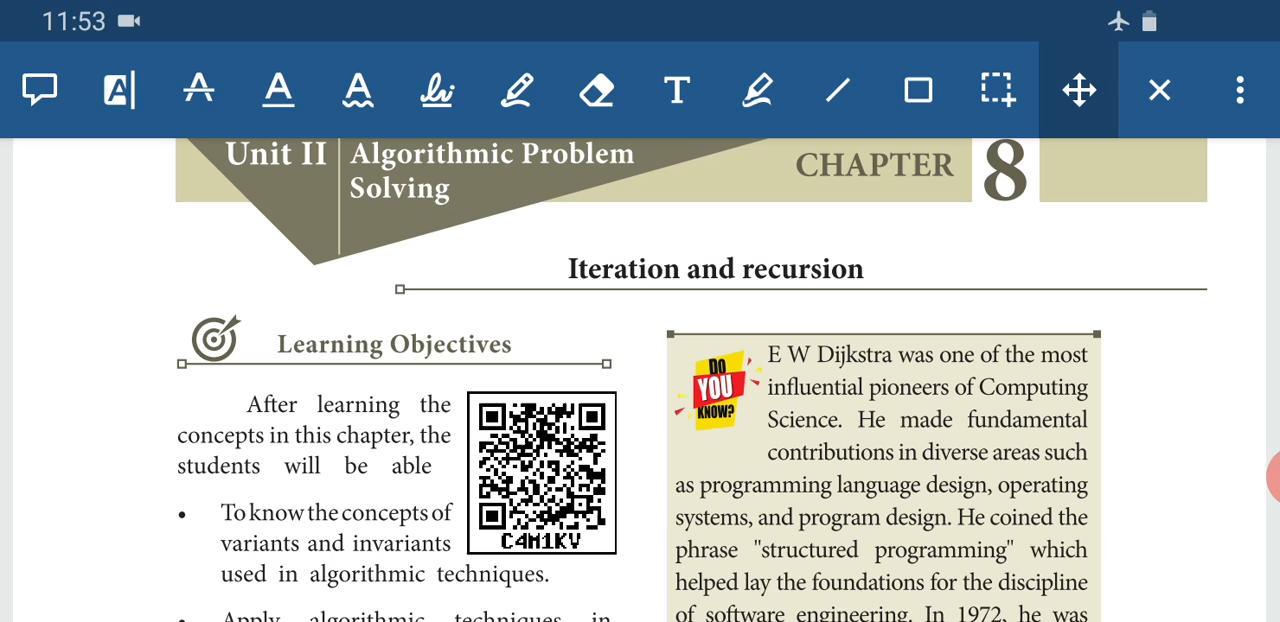 11:53
Unit II
Algorithmic Problem
Solving
CHAPTER 8
Iteration and recursion
Learning Objectives
After learning the
concepts in this chapter, the
students will be able
• To know the concepts of
variants and invariants
used in algorithmic techniques.
• Apply algorithmic techniques in
C4M1KV
DO
YOU
KNOW?
E W Dijkstra was one of the most
influential pioneers of Computing
Science. He made fundamental
contributions in diverse areas such
as programming language design, operating
systems, and program design. He coined the
phrase "structured programming" which
helped lay the foundations for the discipline
of software engineering. In 1972, he was